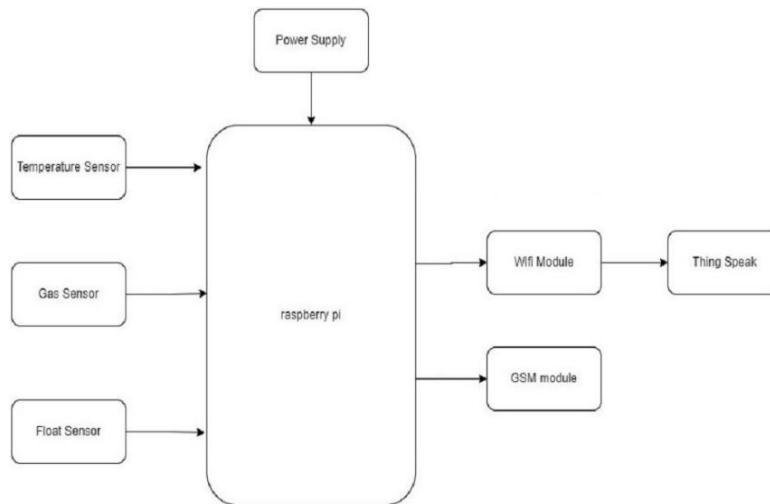 Power Supply
Temperature Sensor
Gas Sensor
Float Sensor
raspberry pi
Wifi Module
Thing Speak
GSM module